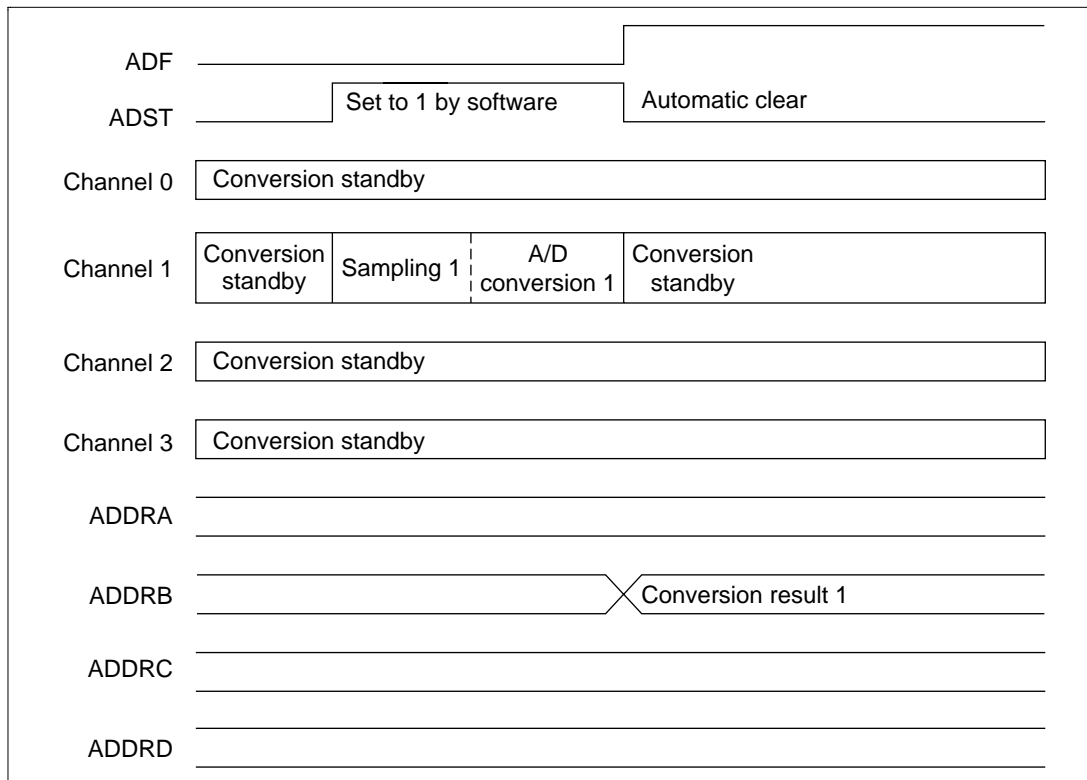 ADF
ADST
Set to 1 by software
Automatic clear
Channel 0
Conversion standby
Channel 1
Conversion
standby
Sampling 1
A/D
conversion 1
Conversion
standby
Channel 2
Conversion standby
Channel 3
Conversion standby
ADDRA
ADDRB
Conversion result 1
ADDRC
ADDRD